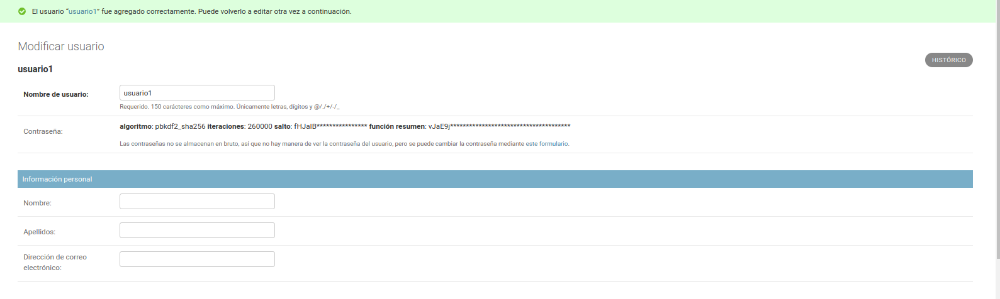 El usuario “usuario1” fue agregado correctamente. Puede volverlo a editar otra vez a continuación.
Modificar usuario
HISTÓRICO
usuario1
Nombre de usuario:
usuario1
Requerido. 150 carácteres como máximo. Únicamente letras, dígitos y @/./+/-/_
Contraseña:
algoritmo: pbkdf2_sha256 iteraciones: 260000 salto: fHJaIB**************** función resumen: vJaE9j**************************************
Las contraseñas no se almacenan en bruto, así que no hay manera de ver la contraseña del usuario, pero se puede cambiar la contraseña mediante este formulario.
Información personal
Nombre:
Apellidos:
Dirección de correo
electrónico: